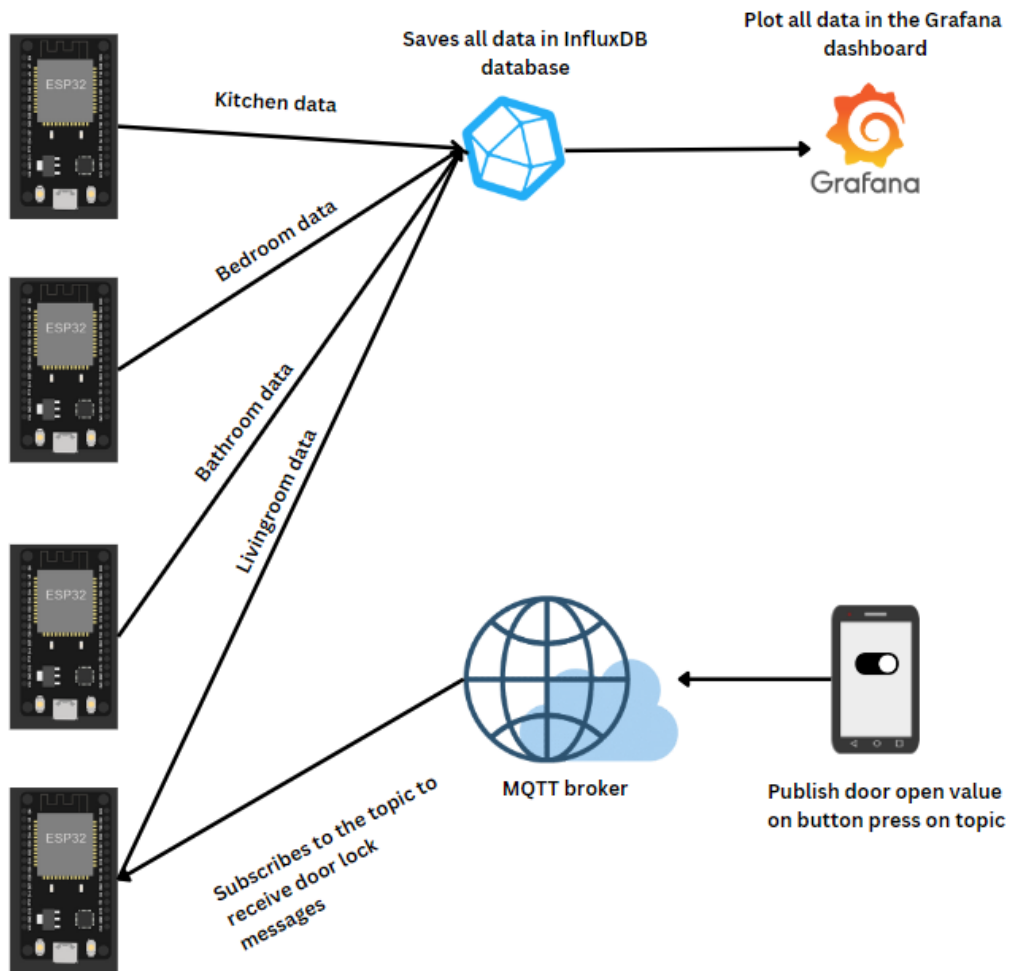 Plot all data in the Grafana
dashboard
Saves all data in InfluxDB
database
ESP32
Kitchen data
Grafana
Bedroom data
ESP32
Bathroom data
Livingroom data
ESP32
MQTT broker
Publish door open value
on button press on topic
ESP32
Subscribes to the topic to
receive door lock
messages